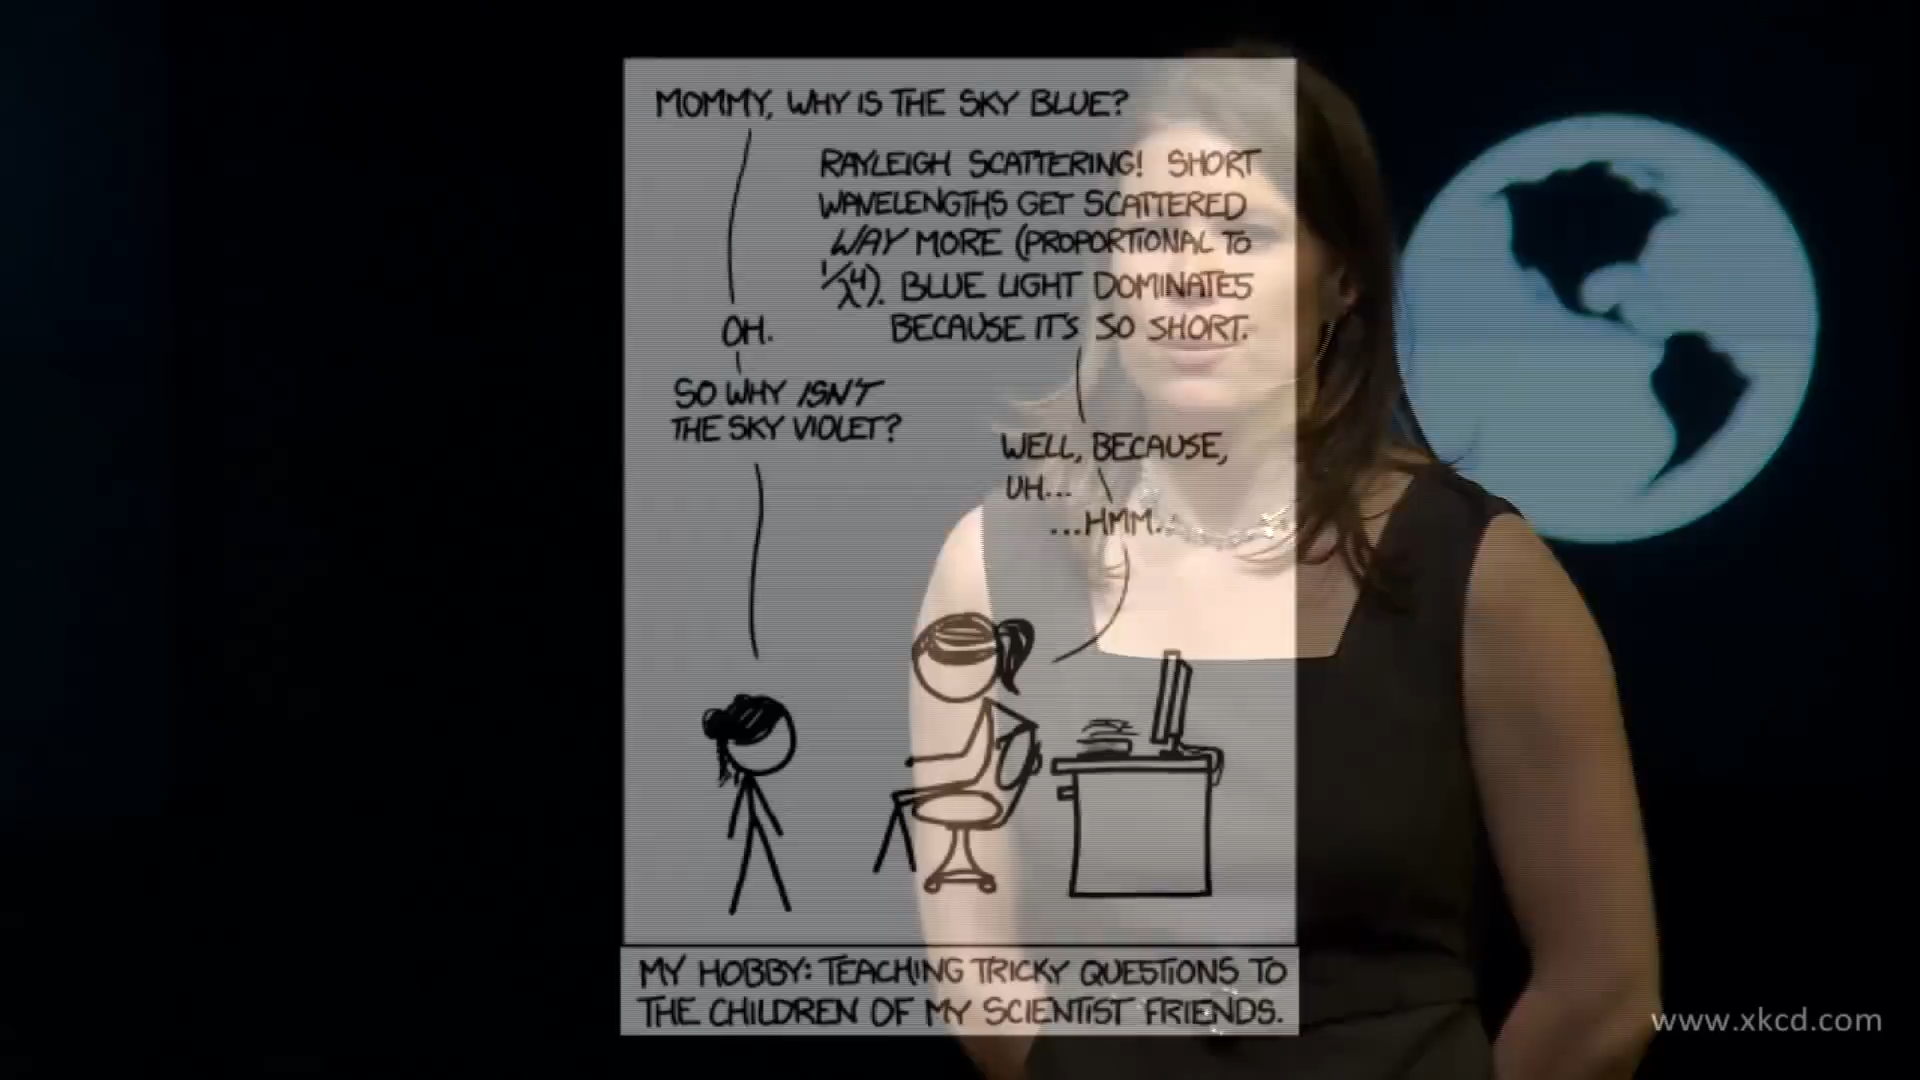 MOMMY, WHY IS THE SKY BLUE?
RAYLEIGH SCATTERING! SHORT
WAVELENGTHS GET SCATTERED
WAY MORE (PROPORTIONAL TO
1/λ⁴). BLUE LIGHT DOMINATES
BECAUSE IT'S SO SHORT.
OH.
SO WHY ISN'T
THE SKY VIOLET?
WELL, BECAUSE,
UH...
...HMM.
MY HOBBY: TEACHING TRICKY QUESTIONS TO
THE CHILDREN OF MY SCIENTIST FRIENDS.
www.xkcd.com